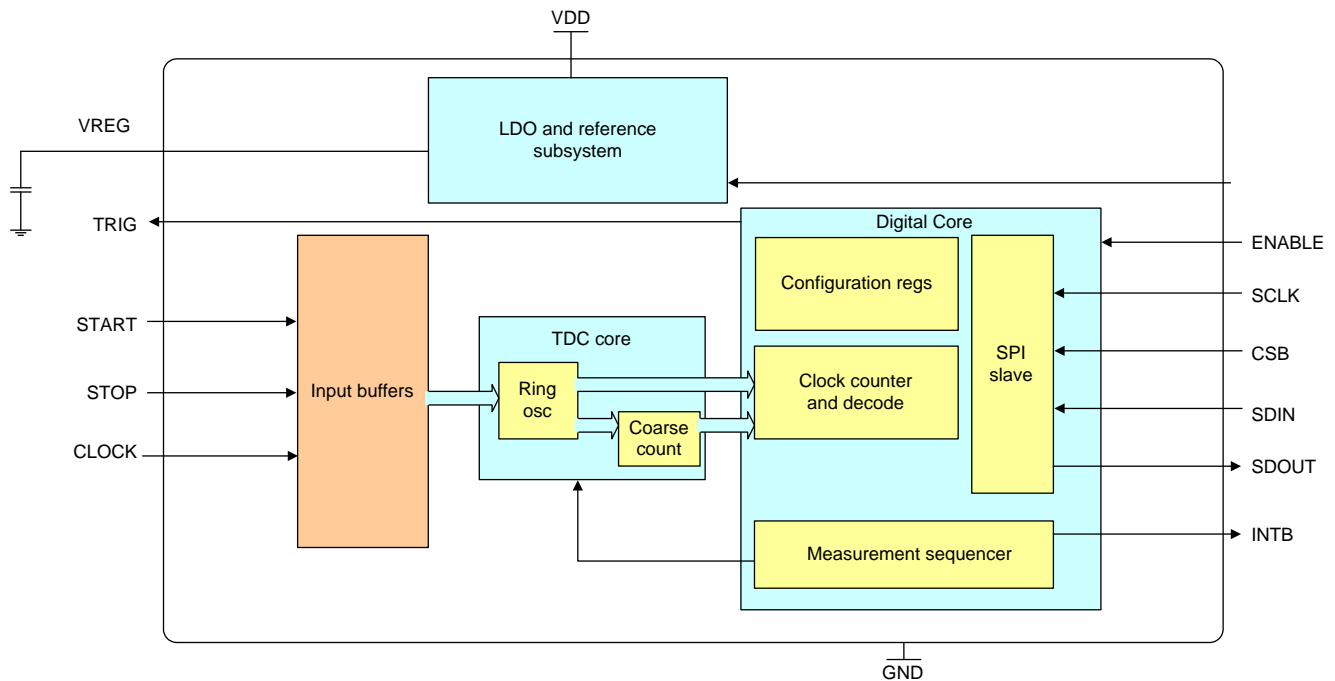 VDD
LDO and reference
subsystem
VREG
TRIG
Digital Core
ENABLE
Configuration regs
SCLK
START
TDC core
SPI
slave
CSB
Input buffers
Ring
osc
Clock counter
and decode
STOP
SDIN
Coarse
count
CLOCK
SDOUT
Measurement sequencer
INTB
GND